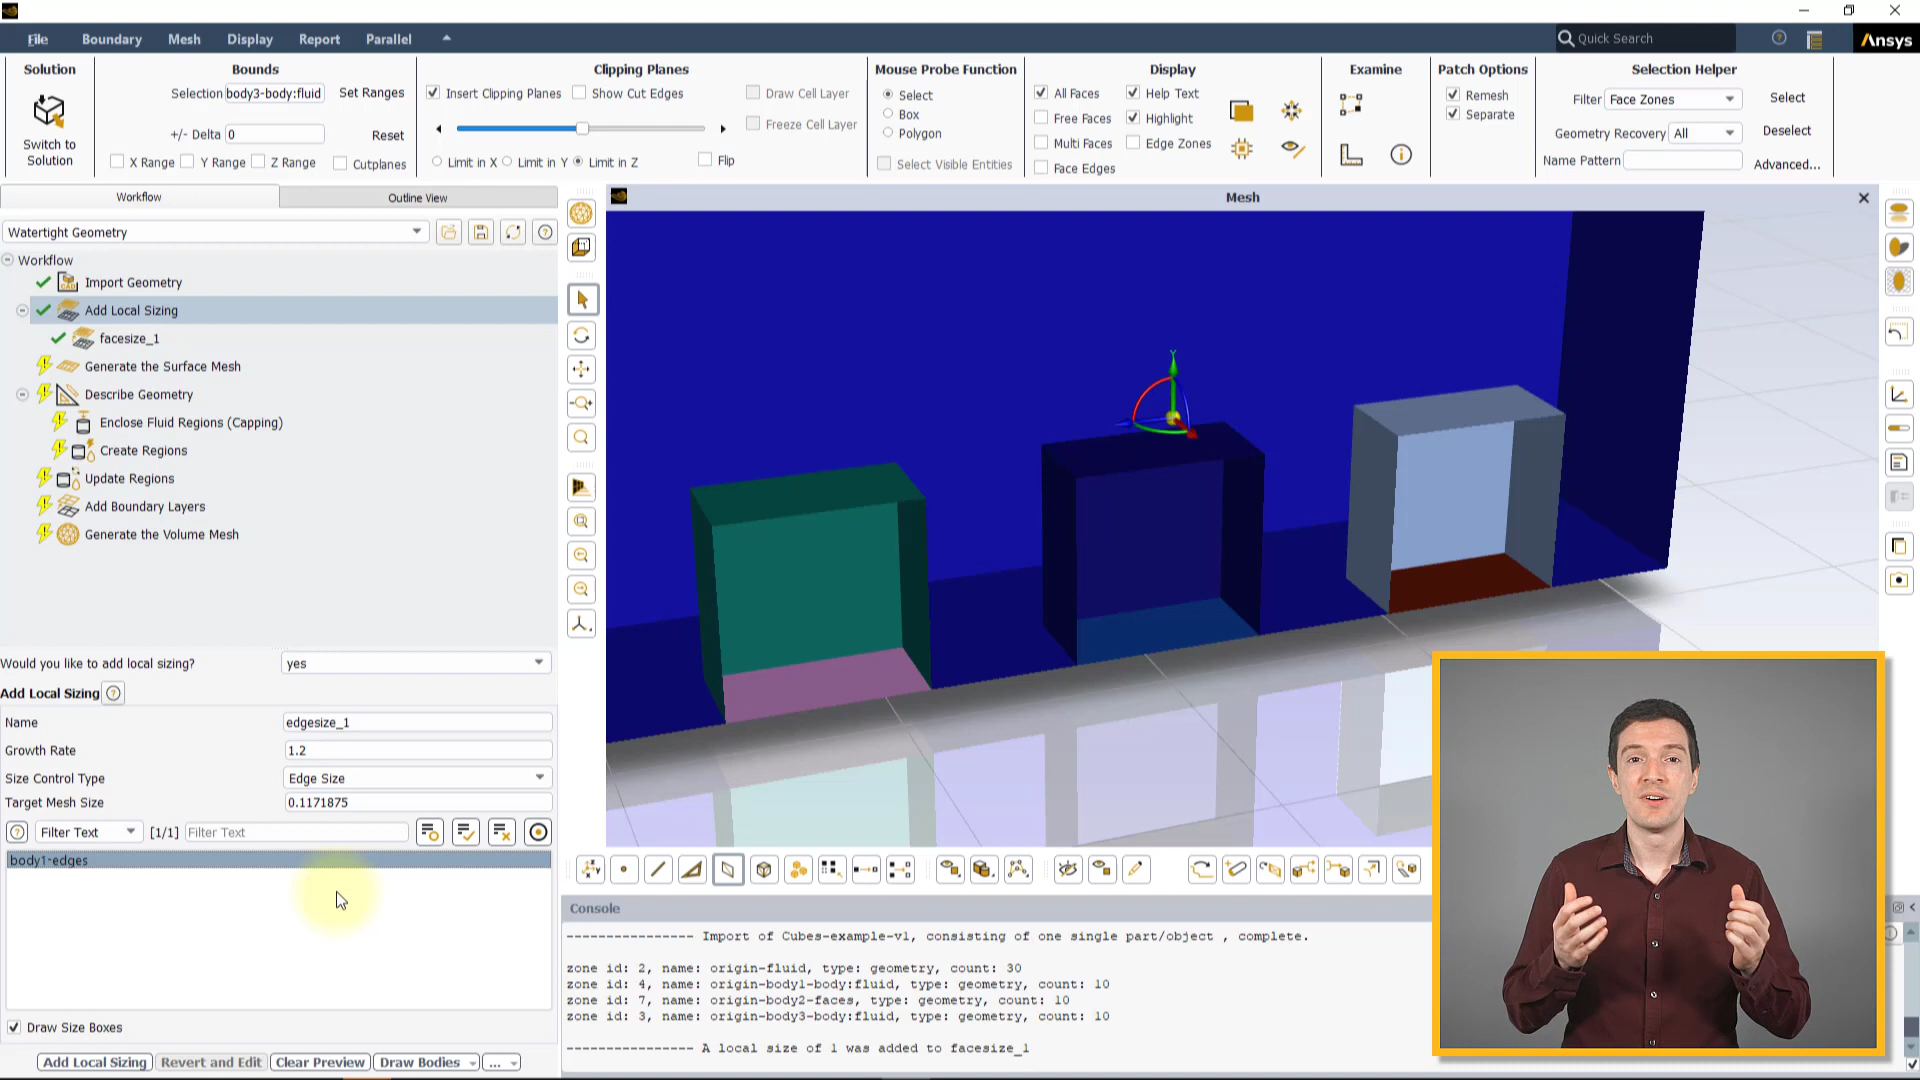 File Boundary Mesh Display Report Parallel Quick Search Ansys
Solution
Switch to
Solution
Bounds
Selection body3-body:fluid Set Ranges
+/- Delta 0 Reset
X Range Y Range Z Range Cutplanes
Clipping Planes
Insert Clipping Planes Show Cut Edges Draw Cell Layer
Freeze Cell Layer
Limit in X Limit in Y Limit in Z Flip
Mouse Probe Function
Select
Box
Polygon
Select Visible Entities
Display
All Faces Help Text
Free Faces Highlight
Multi Faces Edge Zones
Face Edges
Examine
Patch Options
Remesh
Separate
Selection Helper
Filter Face Zones Select
Geometry Recovery All Deselect
Name Pattern Advanced...
Workflow Outline View
Watertight Geometry
Workflow
Import Geometry
Add Local Sizing
facesize_1
Generate the Surface Mesh
Describe Geometry
Enclose Fluid Regions (Capping)
Create Regions
Update Regions
Add Boundary Layers
Generate the Volume Mesh
Would you like to add local sizing? yes
Add Local Sizing
Name edgesize_1
Growth Rate 1.2
Size Control Type Edge Size
Target Mesh Size 0.1171875
Filter Text [1/1] Filter Text
body1-edges
Draw Size Boxes
Add Local Sizing Revert and Edit Clear Preview Draw Bodies ...
Mesh
Y
Console
---------------- Import of Cubes-example-v1, consisting of one single part/object , complete.
zone id: 2, name: origin-fluid, type: geometry, count: 30
zone id: 4, name: origin-body1-body:fluid, type: geometry, count: 10
zone id: 7, name: origin-body2-faces, type: geometry, count: 10
zone id: 3, name: origin-body3-body:fluid, type: geometry, count: 10
---------------- A local size of 1 was added to facesize_1